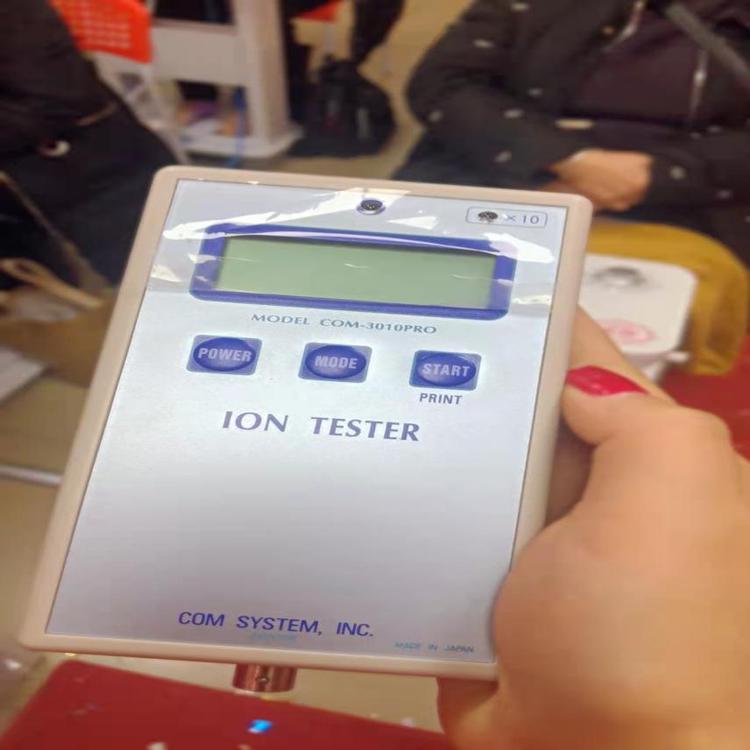 × 10
MODEL COM-3010PRO
POWER
MODE
START
PRINT
ION TESTER
COM SYSTEM, INC.
MADE IN JAPAN